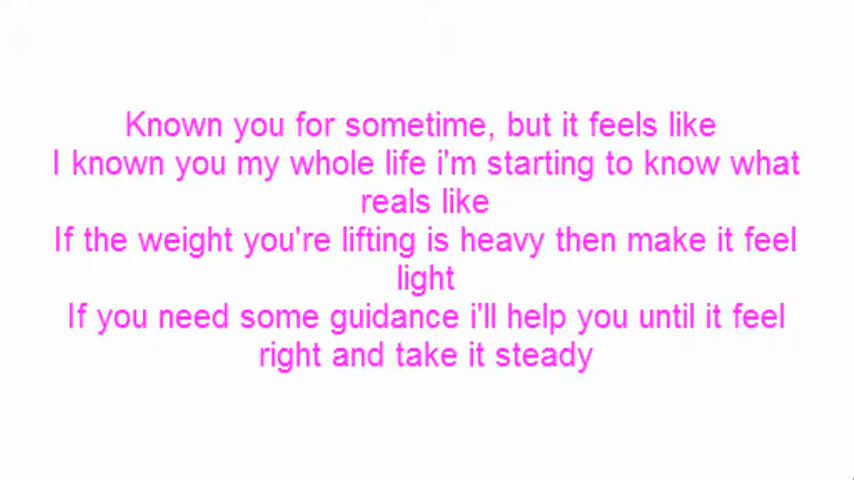 Known you for sometime, but it feels like
I known you my whole life i'm starting to know what
reals like
If the weight you're lifting is heavy then make it feel
light
If you need some guidance i'll help you until it feel
right and take it steady